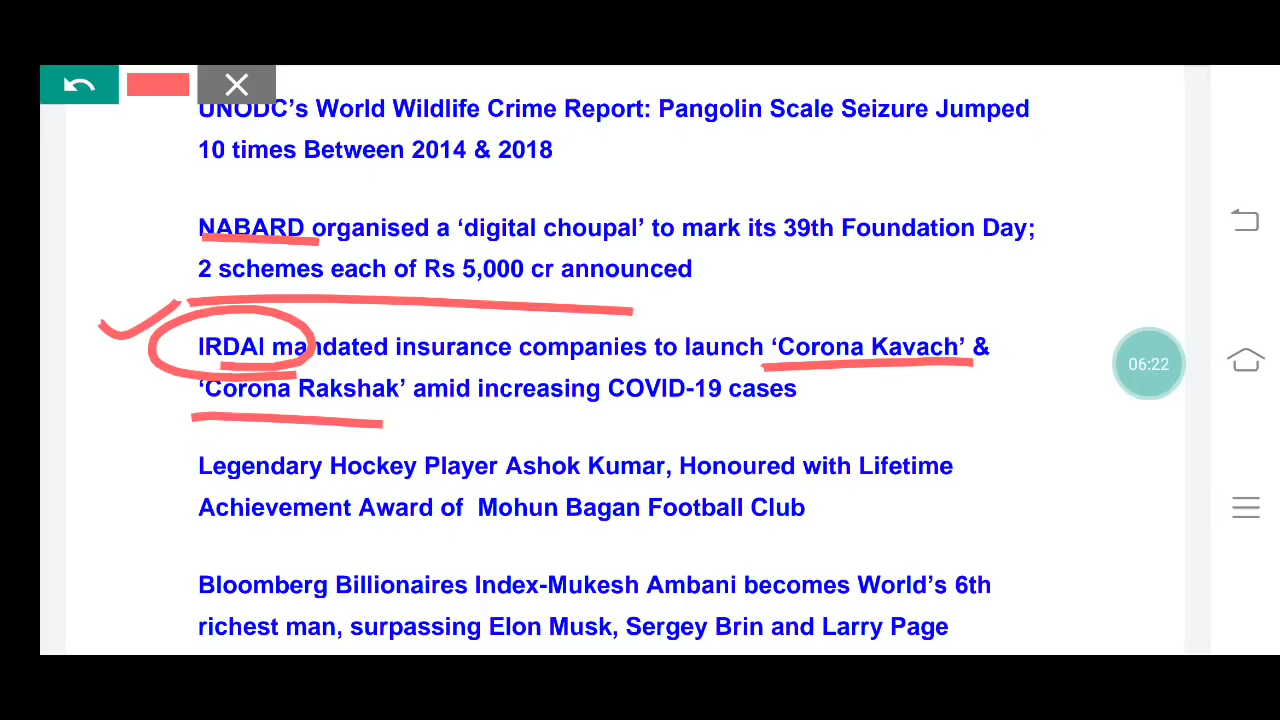 UNODC’s World Wildlife Crime Report: Pangolin Scale Seizure Jumped
10 times Between 2014 & 2018
NABARD organised a ‘digital choupal’ to mark its 39th Foundation Day;
2 schemes each of Rs 5,000 cr announced
IRDAI mandated insurance companies to launch ‘Corona Kavach’ &
‘Corona Rakshak’ amid increasing COVID-19 cases
06:22
Legendary Hockey Player Ashok Kumar, Honoured with Lifetime
Achievement Award of Mohun Bagan Football Club
Bloomberg Billionaires Index-Mukesh Ambani becomes World’s 6th
richest man, surpassing Elon Musk, Sergey Brin and Larry Page